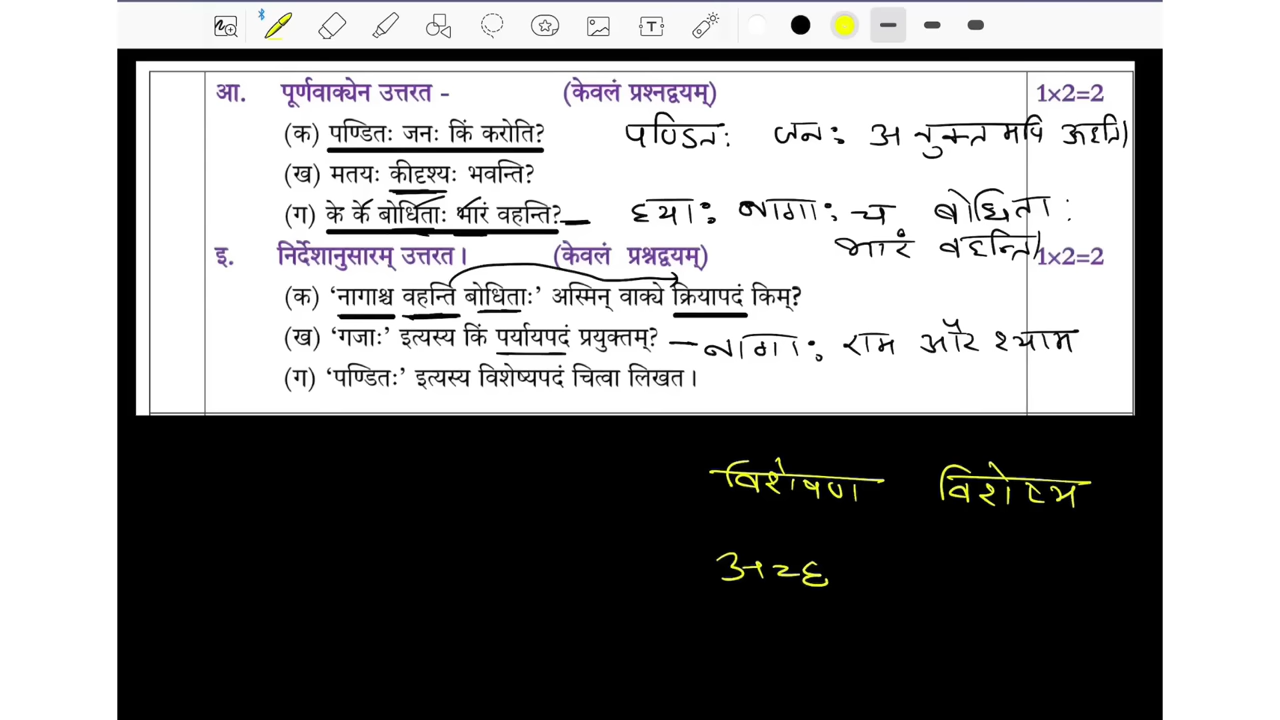 आ. पूर्णवाक्येन उत्तरत - (केवलं प्रश्नद्वयम्) 1×2=2
(क) पण्डितः जनः किं करोति? पण्डितः जनः अनुक्तमपि ऊहति।
(ख) मतयः कीदृश्यः भवन्ति?
(ग) के के बोधिताः भारं वहन्ति? हयाः नागाः च बोधिताः
भारं वहन्ति।
इ. निर्देशानुसारम् उत्तरत। (केवलं प्रश्नद्वयम्) 1×2=2
(क) ‘नागाश्च वहन्ति बोधिताः’ अस्मिन् वाक्ये क्रियापदं किम्?
(ख) ‘गजाः’ इत्यस्य किं पर्यायपदं प्रयुक्तम्? – नागाः राम और श्याम
(ग) ‘पण्डितः’ इत्यस्य विशेष्यपदं चित्वा लिखत।
विशेषण विशेष्य